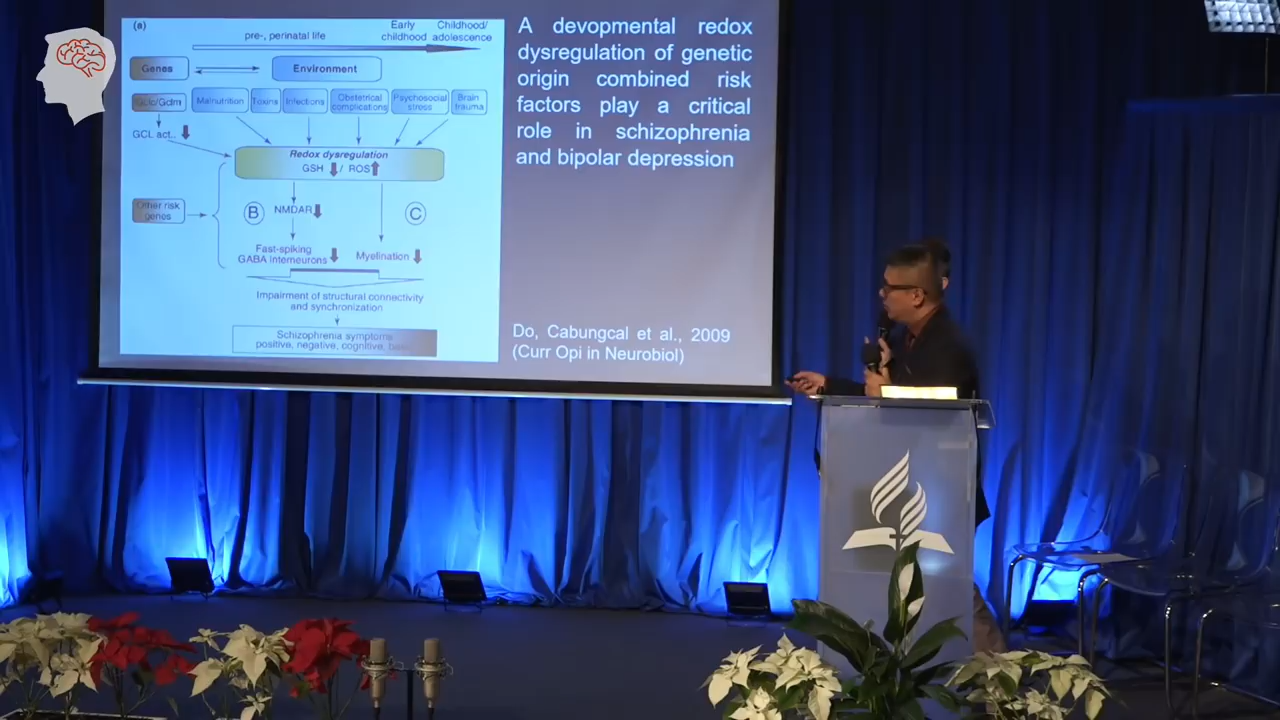 (a)
pre-, perinatal life
Early childhood
Childhood/ adolescence
Genes
Environment
Gclc/Gclm
Malnutrition
Toxins
Infections
Obstetrical complications
Psychosocial stress
Brain trauma
GCL act..
Redox dysregulation
GSH / ROS
Other risk genes
B
NMDAR
C
Fast-spiking
GABA interneurons
Myelination
Impairment of structural connectivity
and synchronization
Schizophrenia symptoms
positive, negative, cognitive,
A devopmental redox
dysregulation of genetic
origin combined risk
factors play a critical
role in schizophrenia
and bipolar depression
Do, Cabungcal et al., 2009
(Curr Opi in Neurobiol)